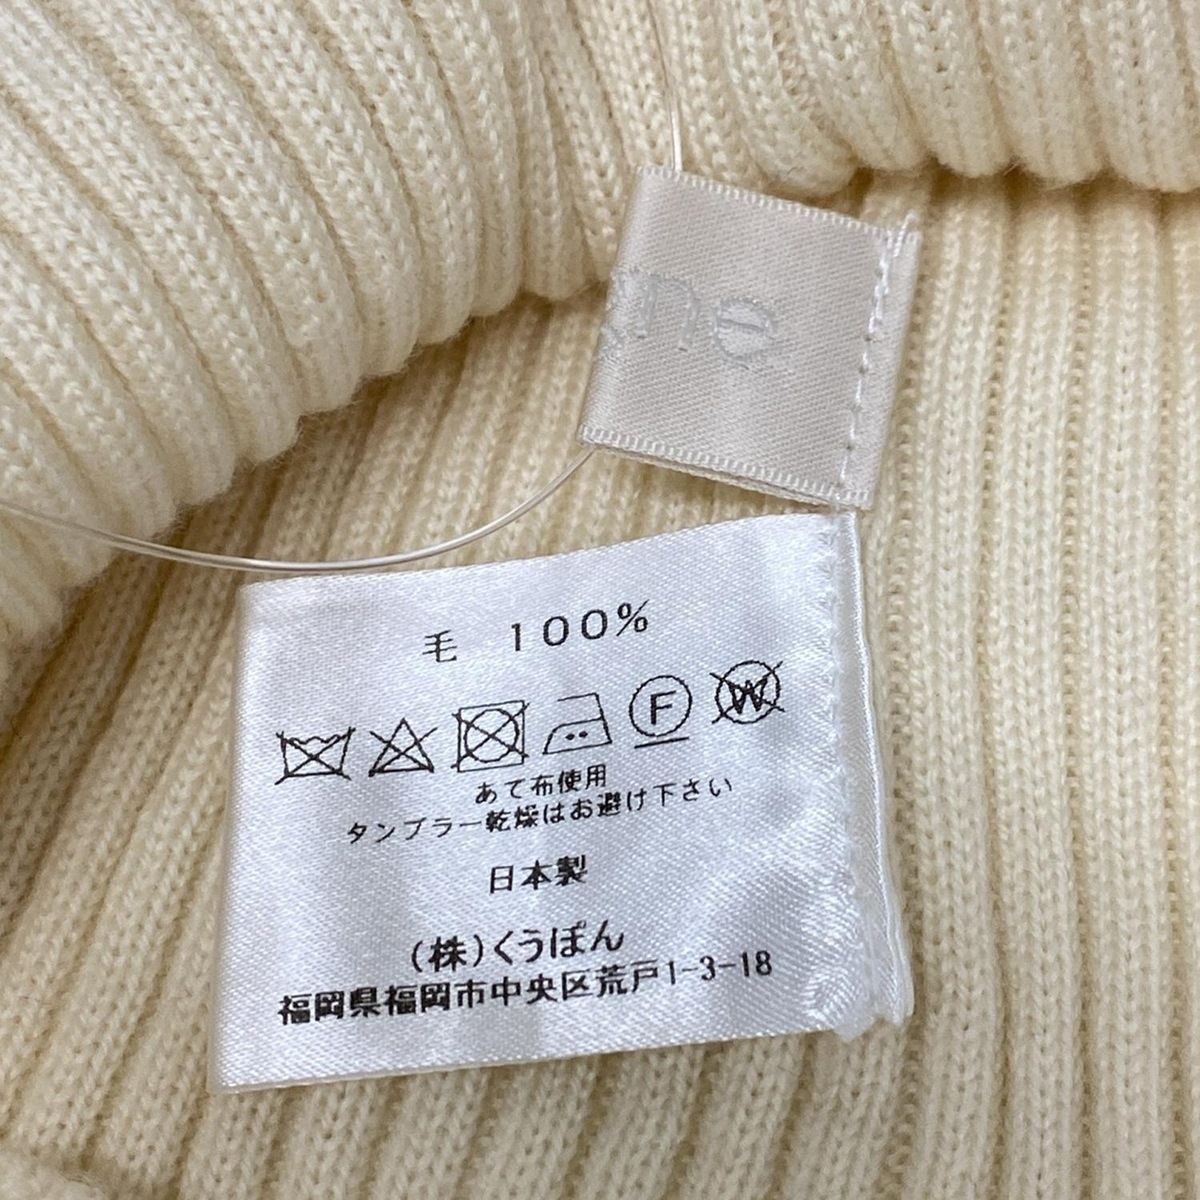 ne
毛 100%
F W
あて布使用
タンブラー乾燥はお避け下さい
日本製
(株)くうぽん
福岡県福岡市中央区荒戸1-3-18